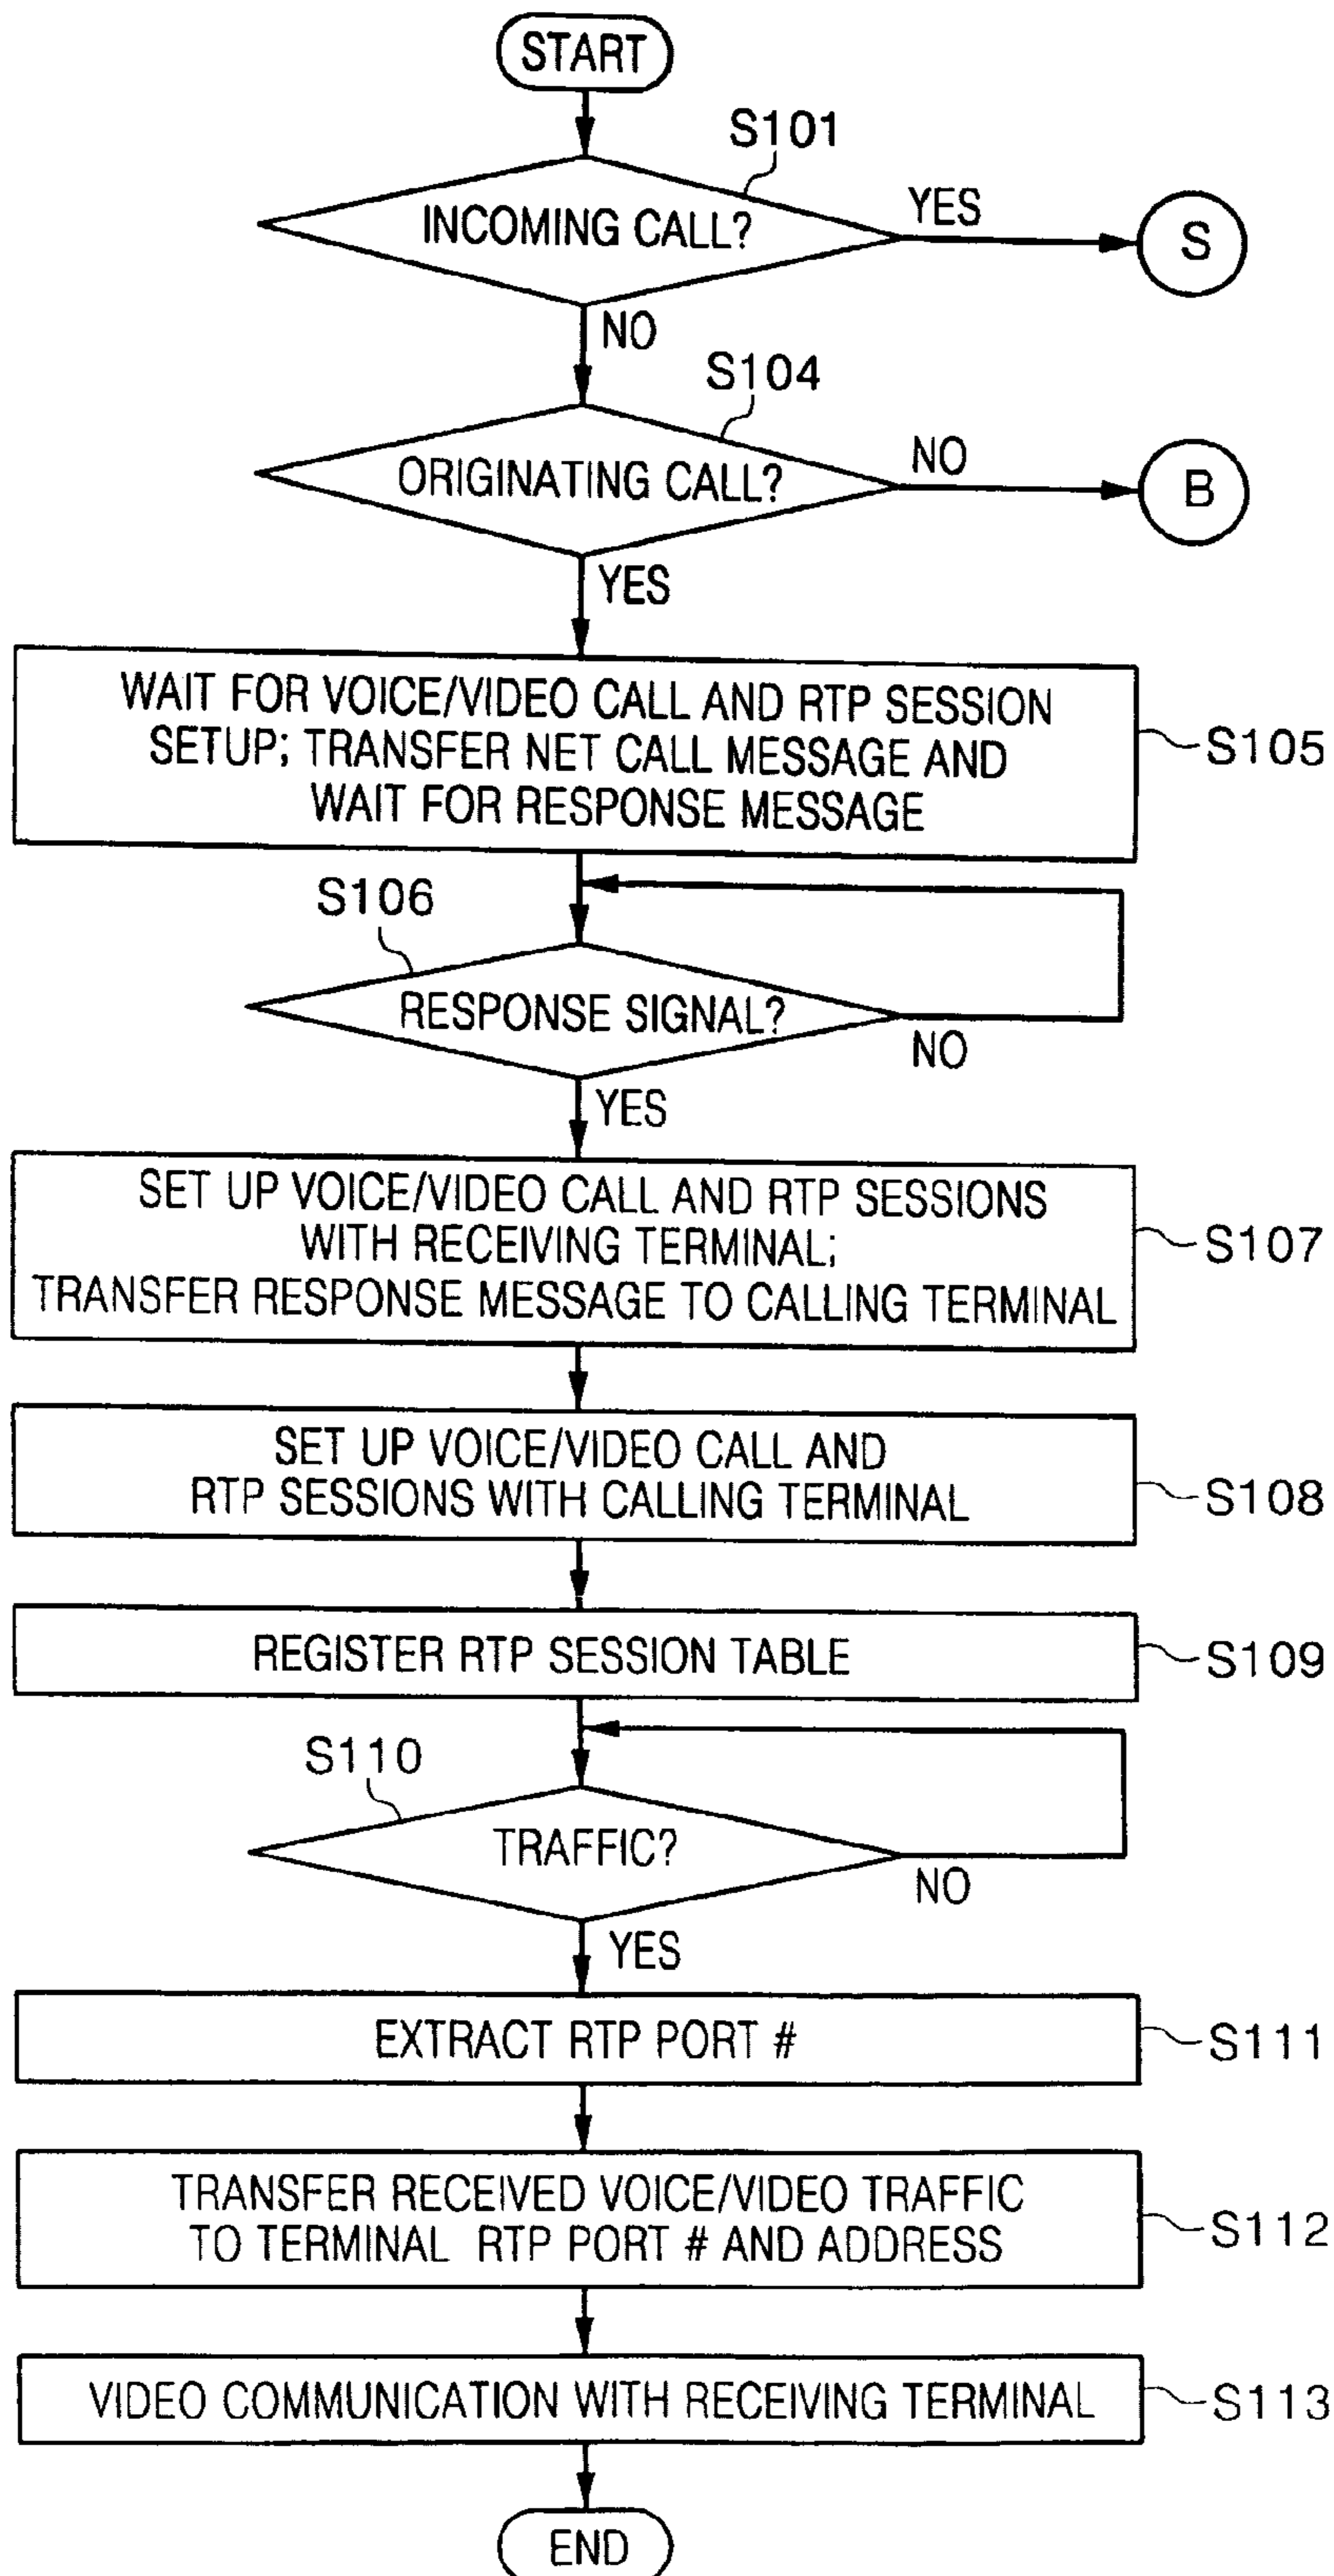 START
S101
INCOMING CALL?
YES
S
NO
S104
ORIGINATING CALL?
NO
B
YES
WAIT FOR VOICE/VIDEO CALL AND RTP SESSION
SETUP; TRANSFER NET CALL MESSAGE AND
WAIT FOR RESPONSE MESSAGE
S105
S106
RESPONSE SIGNAL?
NO
YES
SET UP VOICE/VIDEO CALL AND RTP SESSIONS
WITH RECEIVING TERMINAL;
TRANSFER RESPONSE MESSAGE TO CALLING TERMINAL
S107
SET UP VOICE/VIDEO CALL AND
RTP SESSIONS WITH CALLING TERMINAL
S108
REGISTER RTP SESSION TABLE
S109
S110
TRAFFIC?
NO
YES
EXTRACT RTP PORT #
S111
TRANSFER RECEIVED VOICE/VIDEO TRAFFIC
TO TERMINAL RTP PORT # AND ADDRESS
S112
VIDEO COMMUNICATION WITH RECEIVING TERMINAL
S113
END